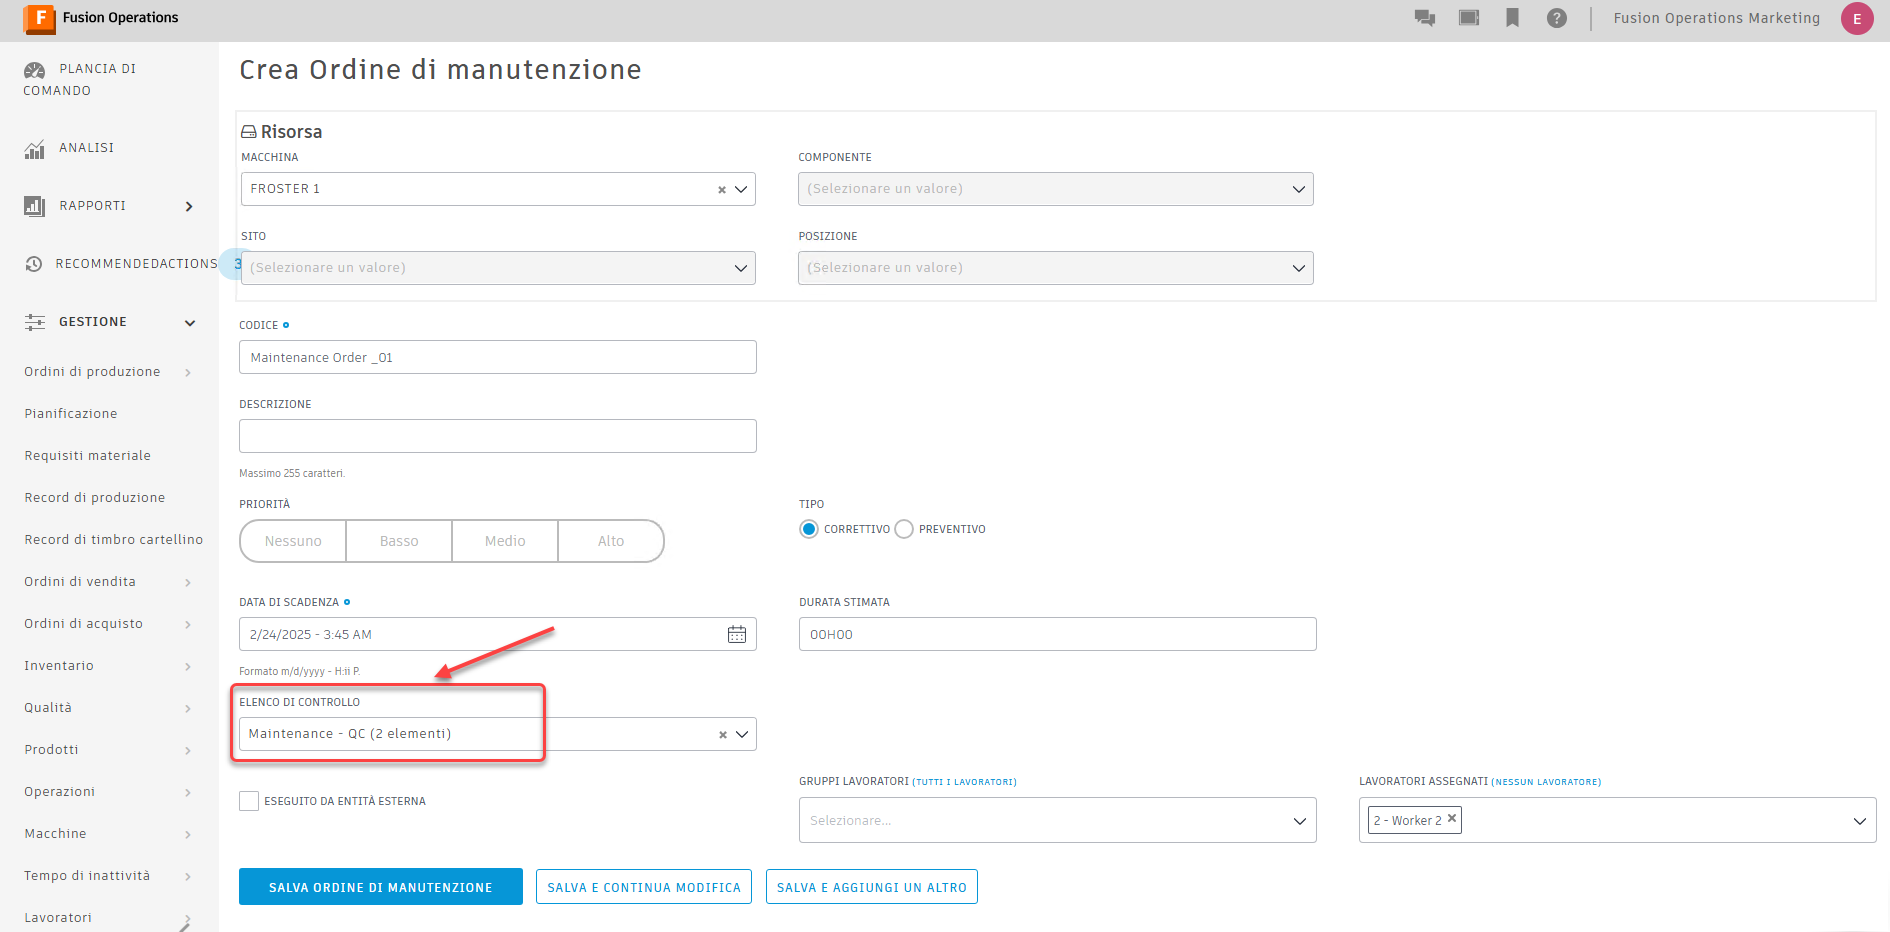 F Fusion Operations
Fusion Operations Marketing
E
PLANCIA DI
COMANDO
ANALISI
RAPPORTI
RECOMMENDEDACTIONS 3
GESTIONE
Ordini di produzione
Pianificazione
Requisiti materiale
Record di produzione
Record di timbro cartellino
Ordini di vendita
Ordini di acquisto
Inventario
Qualità
Prodotti
Operazioni
Macchine
Tempo di inattività
Lavoratori
Crea Ordine di manutenzione
Risorsa
MACCHINA
FROSTER 1
COMPONENTE
(Selezionare un valore)
SITO
(Selezionare un valore)
POSIZIONE
(Selezionare un valore)
CODICE
Maintenance Order _01
DESCRIZIONE
Massimo 255 caratteri.
PRIORITÀ
Nessuno Basso Medio Alto
TIPO
CORRETTIVO PREVENTIVO
DATA DI SCADENZA
2/24/2025 - 3:45 AM
Formato m/d/yyyy - H:ii P.
DURATA STIMATA
00H00
ELENCO DI CONTROLLO
Maintenance - QC (2 elementi)
ESEGUITO DA ENTITÀ ESTERNA
GRUPPI LAVORATORI (TUTTI I LAVORATORI)
Selezionare...
LAVORATORI ASSEGNATI (NESSUN LAVORATORE)
2 - Worker 2
SALVA ORDINE DI MANUTENZIONE
SALVA E CONTINUA MODIFICA
SALVA E AGGIUNGI UN ALTRO